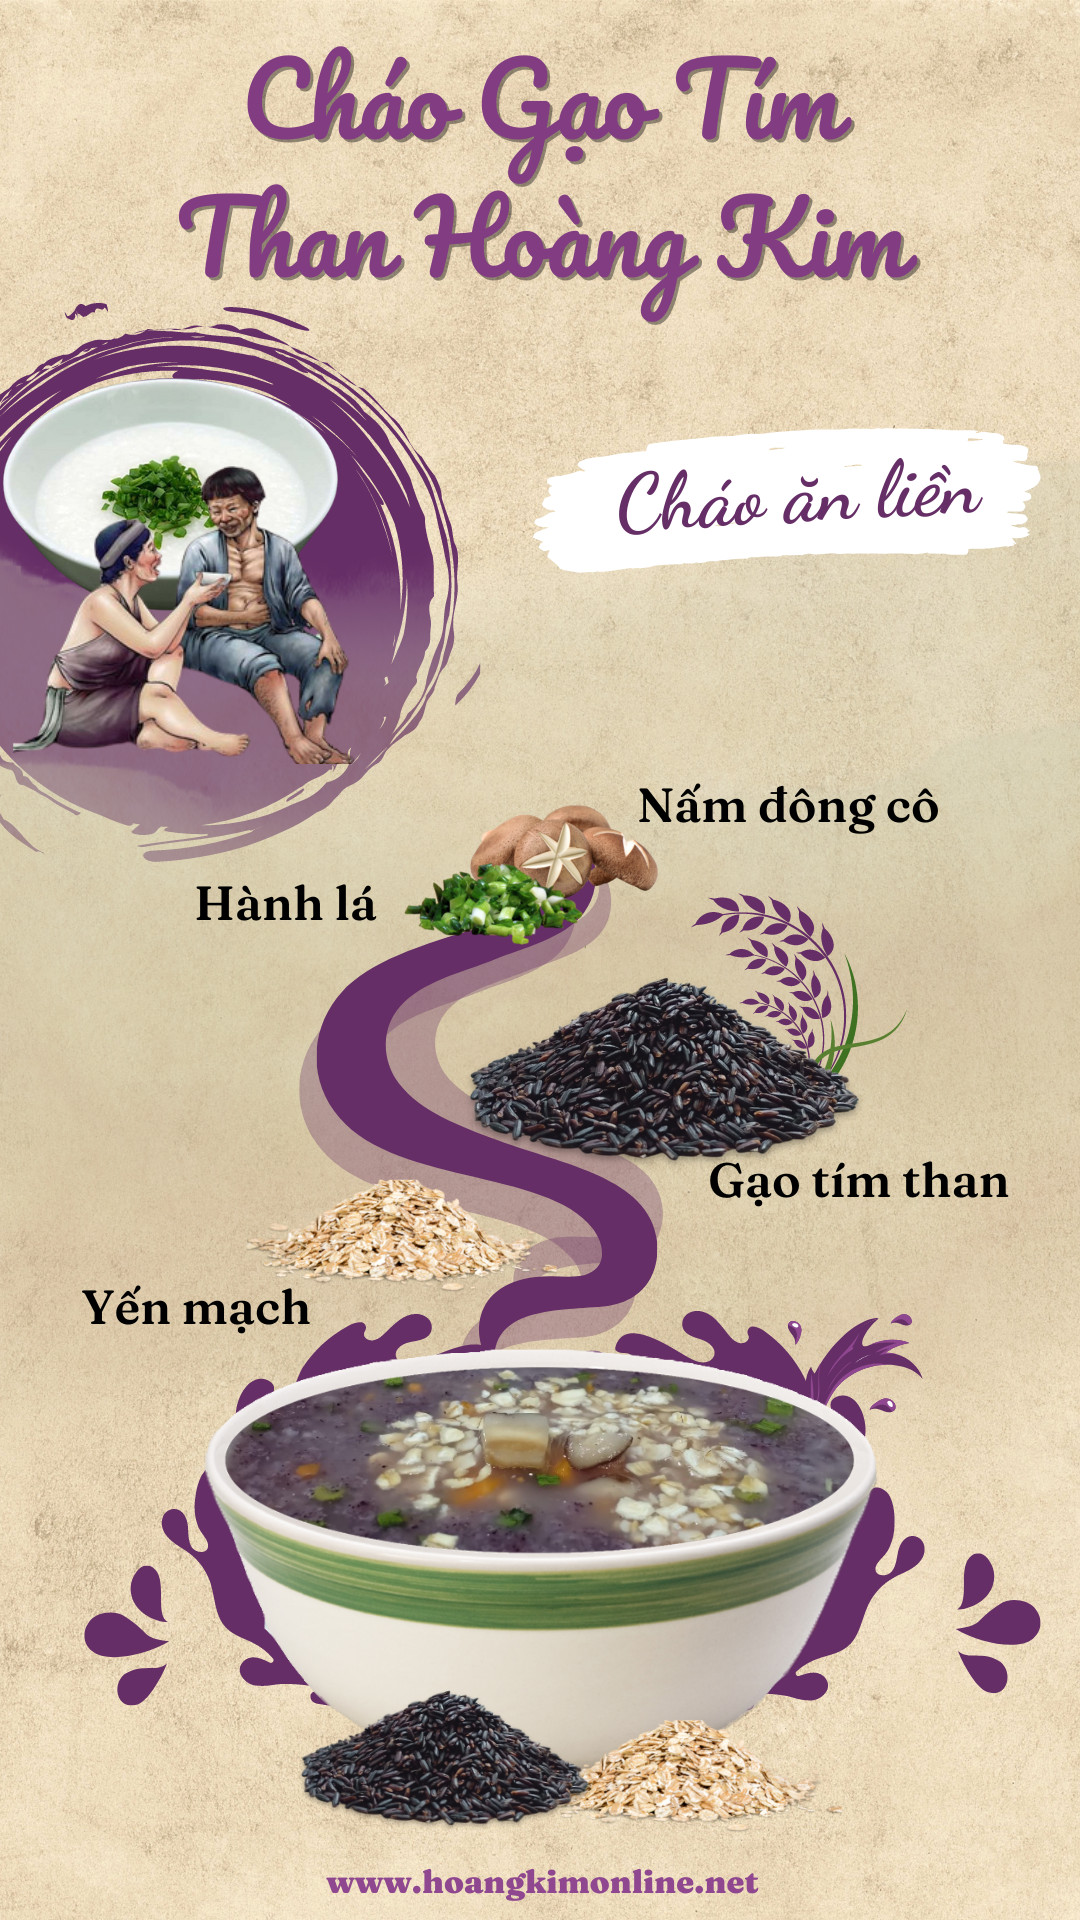 Cháo Gạo Tím
Than Hoàng Kim
Cháo ăn liền
Nấm đông cô
Hành lá
Gạo tím than
Yến mạch
www.hoangkimonline.net